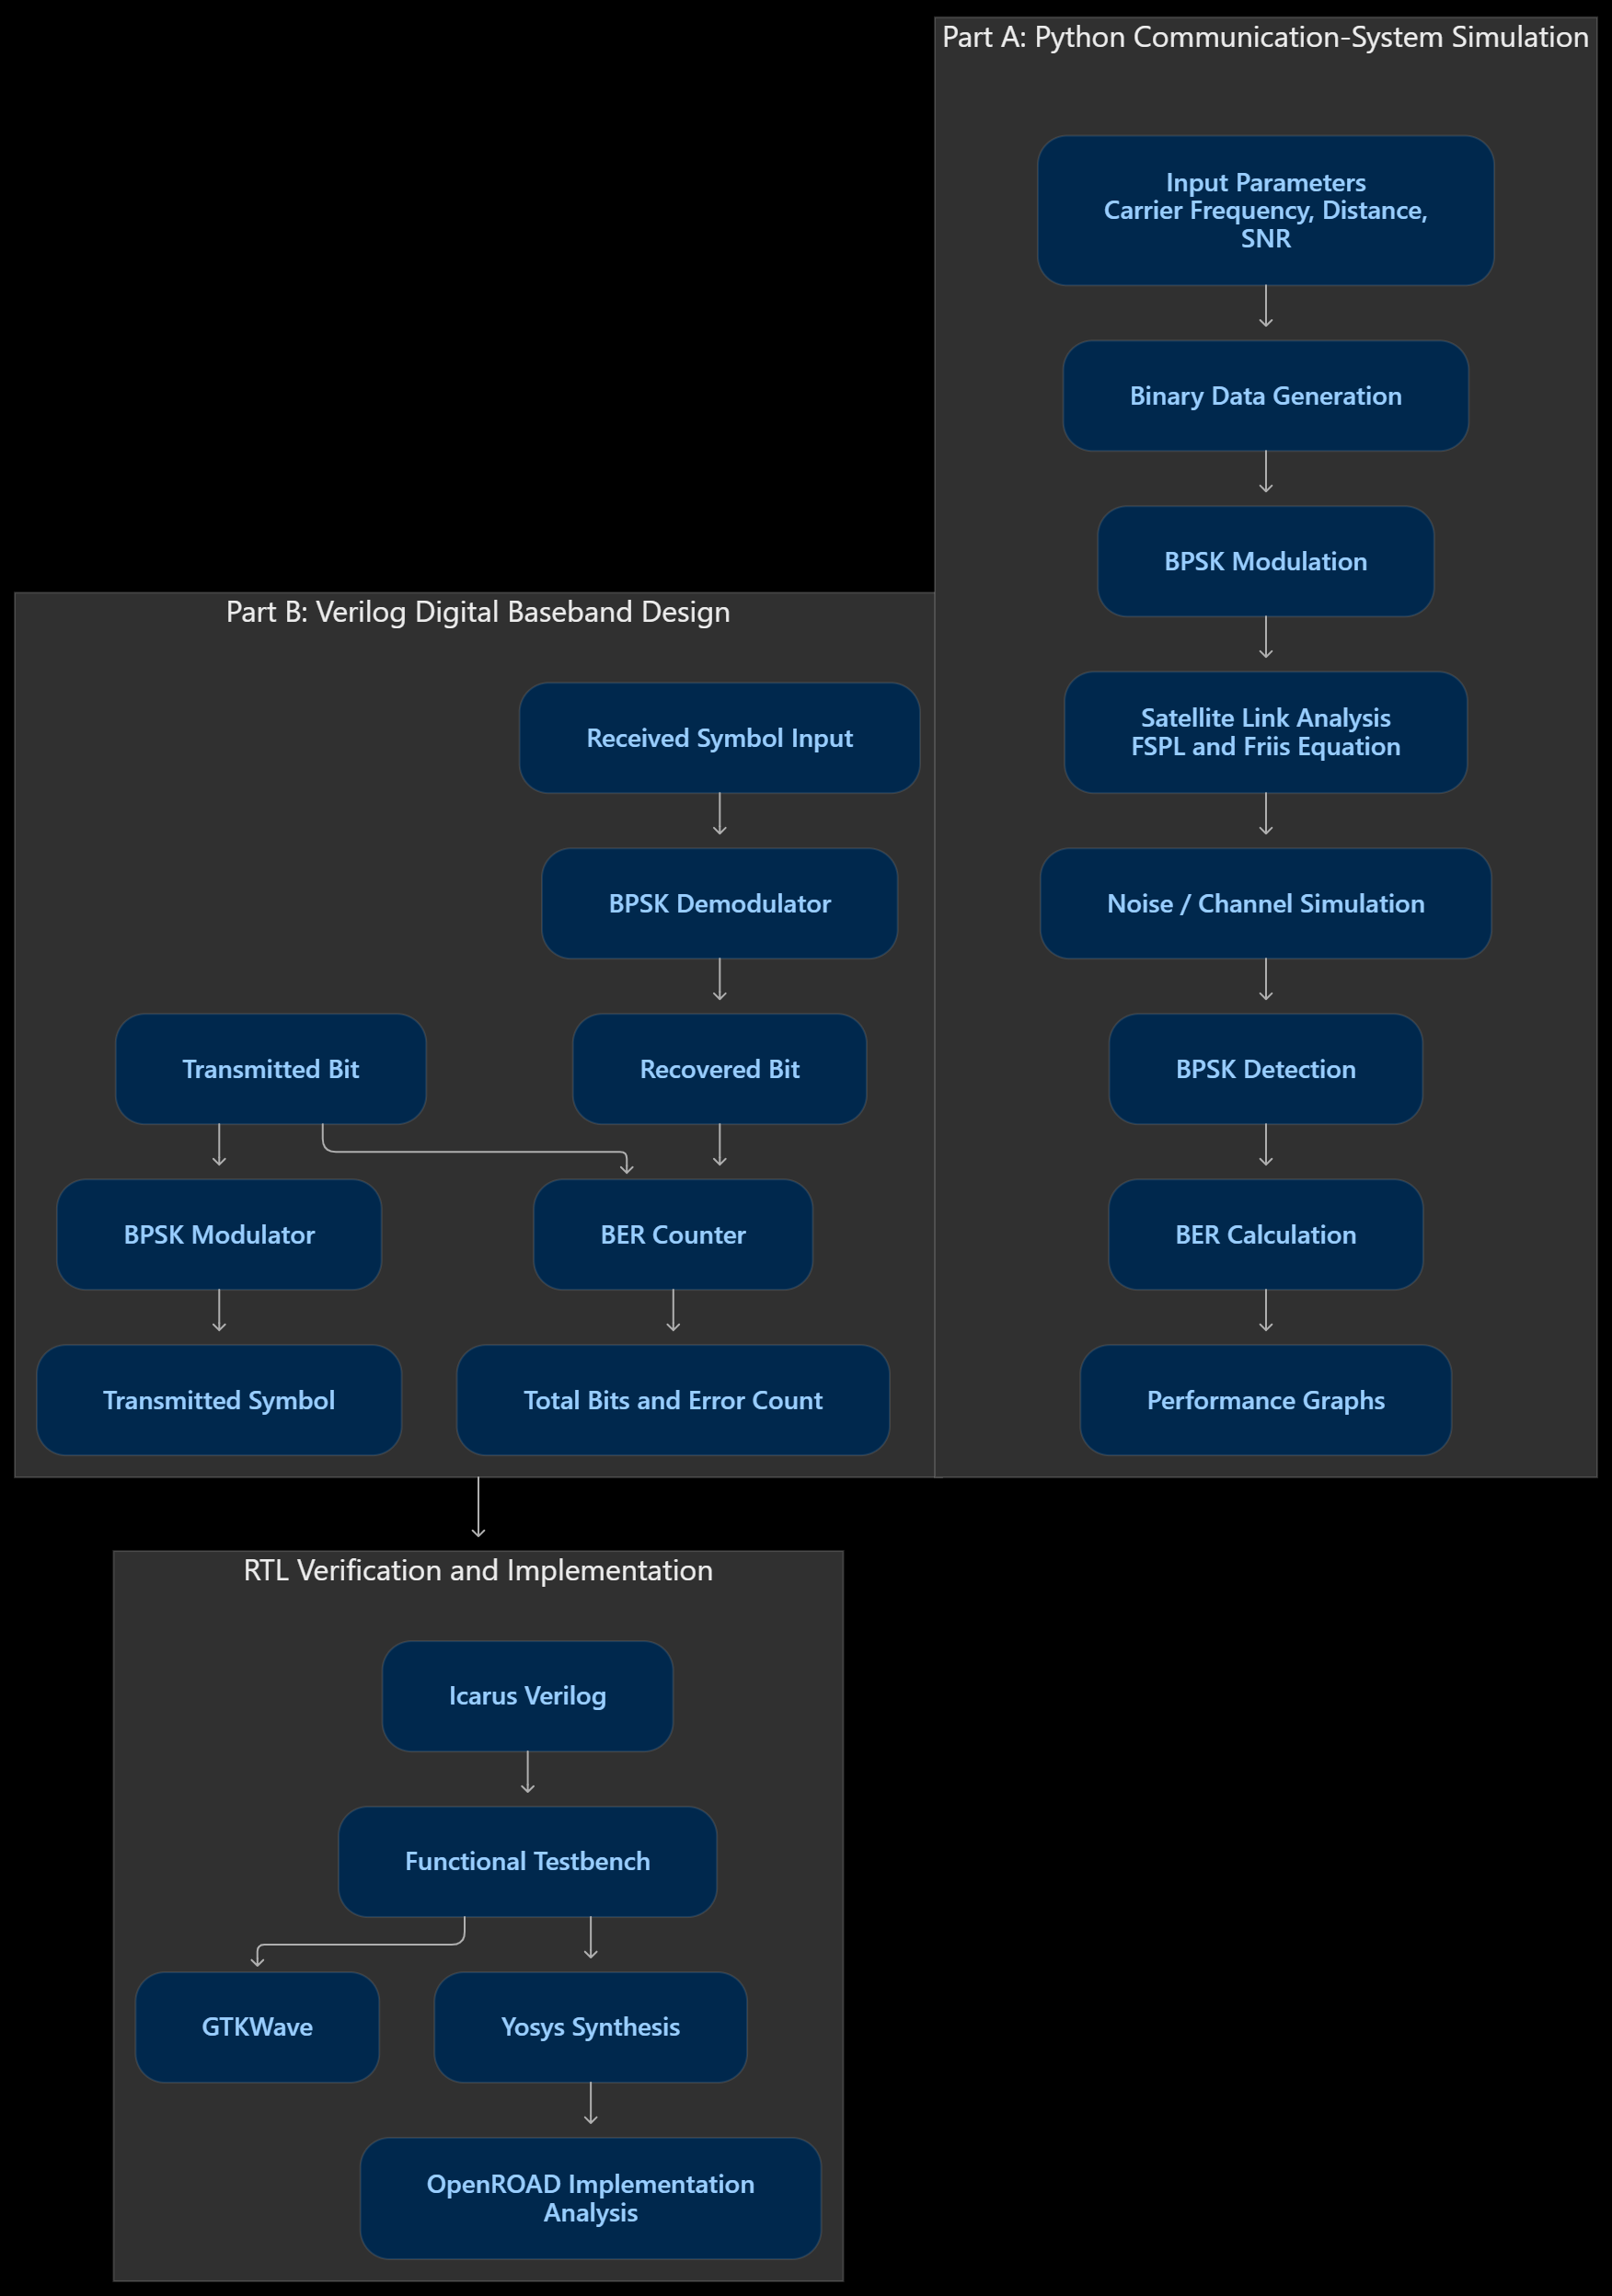 Part A: Python Communication-System Simulation
Input Parameters
Carrier Frequency, Distance,
SNR
Binary Data Generation
BPSK Modulation
Satellite Link Analysis
FSPL and Friis Equation
Noise / Channel Simulation
BPSK Detection
BER Calculation
Performance Graphs
Part B: Verilog Digital Baseband Design
Received Symbol Input
BPSK Demodulator
Transmitted Bit
Recovered Bit
BPSK Modulator
BER Counter
Transmitted Symbol
Total Bits and Error Count
RTL Verification and Implementation
Icarus Verilog
Functional Testbench
GTKWave
Yosys Synthesis
OpenROAD Implementation
Analysis